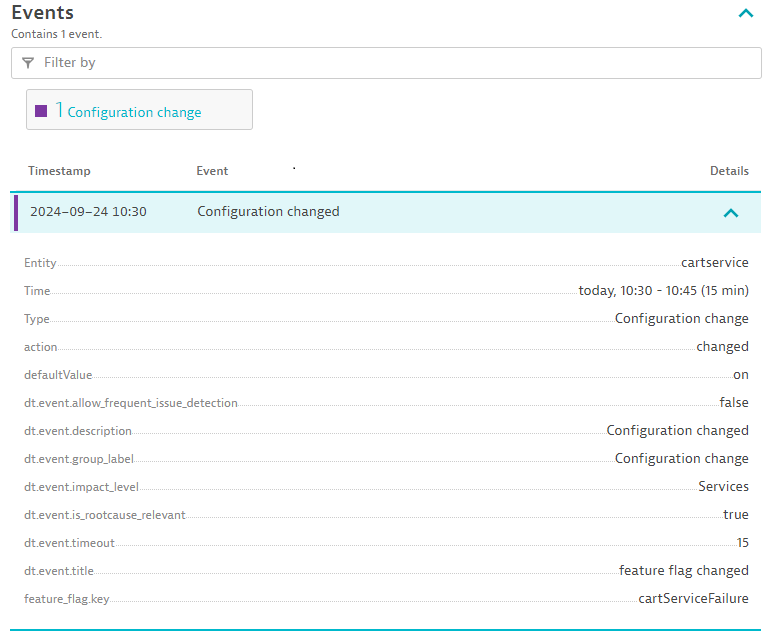 Events
Contains 1 event.
Filter by
1 Configuration change
Timestamp Event Details
2024–09–24 10:30 Configuration changed
Entity cartservice
Time today, 10:30 - 10:45 (15 min)
Type Configuration change
action changed
defaultValue on
dt.event.allow_frequent_issue_detection false
dt.event.description Configuration changed
dt.event.group_label Configuration change
dt.event.impact_level Services
dt.event.is_rootcause_relevant true
dt.event.timeout 15
dt.event.title feature flag changed
feature_flag.key cartServiceFailure